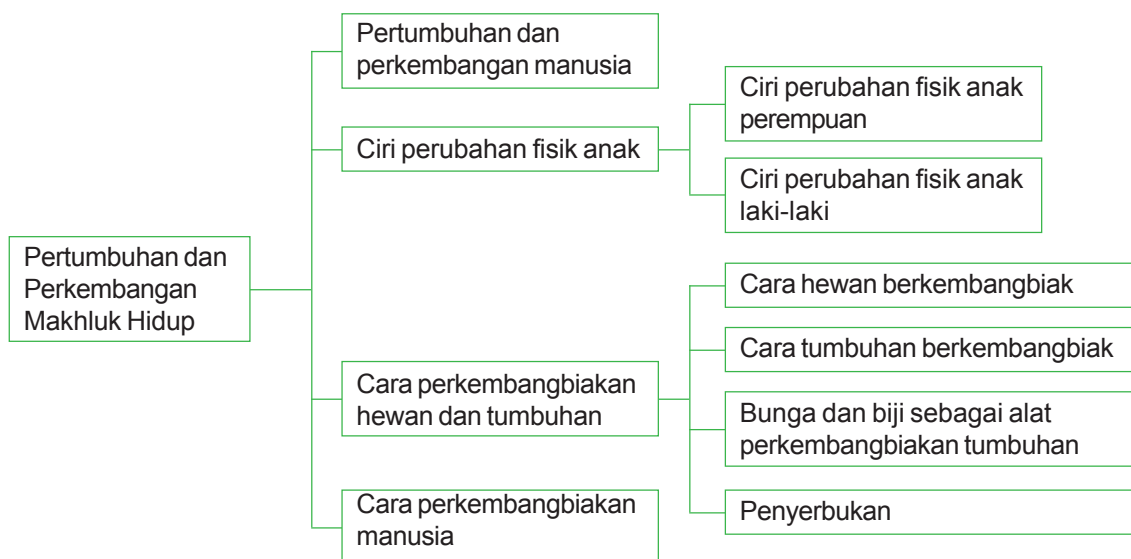 Pertumbuhan dan
Perkembangan
Makhluk Hidup
Pertumbuhan dan
perkembangan manusia
Ciri perubahan fisik anak
Ciri perubahan fisik anak
perempuan
Ciri perubahan fisik anak
laki-laki
Cara perkembangbiakan
hewan dan tumbuhan
Cara hewan berkembangbiak
Cara tumbuhan berkembangbiak
Bunga dan biji sebagai alat
perkembangbiakan tumbuhan
Penyerbukan
Cara perkembangbiakan
manusia